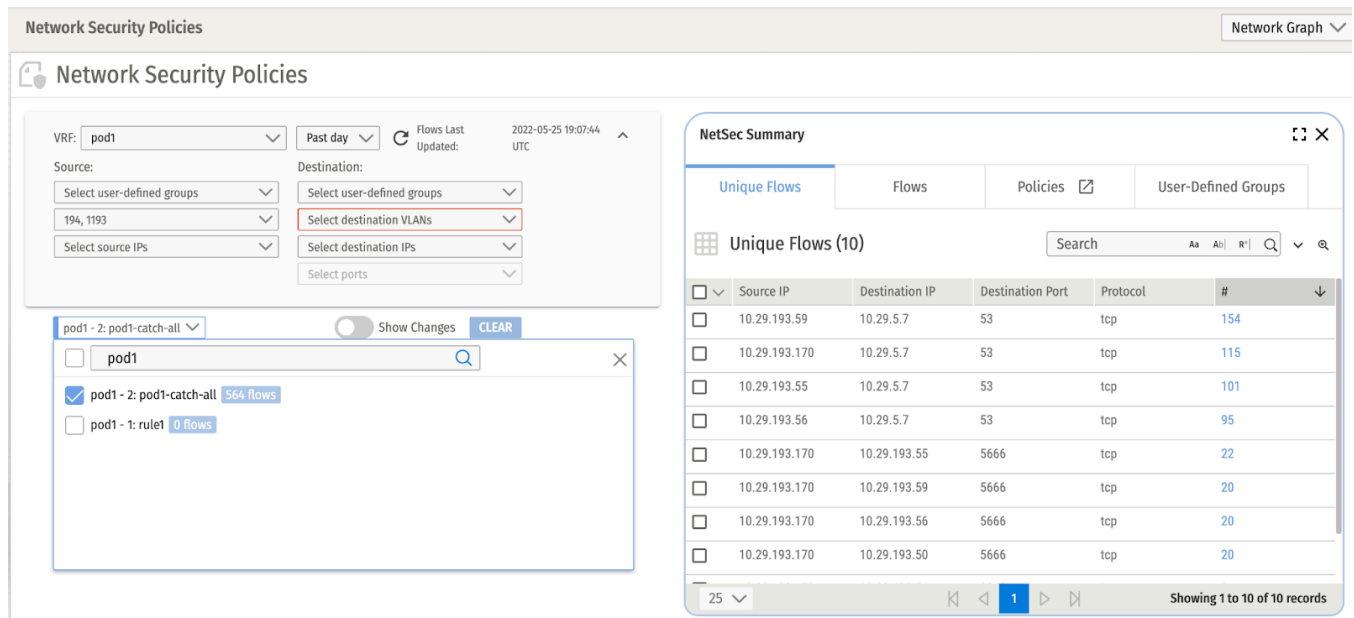 Network Security Policies
Network Graph
Network Security Policies
VRF: pod1
Past day
Flows Last Updated:
2022-05-25 19:07:44 UTC
Source:
Destination:
Select user-defined groups
Select user-defined groups
194, 1193
Select destination VLANs
Select source IPs
Select destination IPs
Select ports
pod1 - 2: pod1-catch-all
Show Changes
CLEAR
pod1
pod1 - 2: pod1-catch-all 564 flows
pod1 - 1: rule1 0 flows
NetSec Summary
Unique Flows
Flows
Policies
User-Defined Groups
Unique Flows (10)
Search
Aa Ab|
Source IP Destination IP Destination Port Protocol #
10.29.193.59 10.29.5.7 53 tcp 154
10.29.193.170 10.29.5.7 53 tcp 115
10.29.193.55 10.29.5.7 53 tcp 101
10.29.193.56 10.29.5.7 53 tcp 95
10.29.193.170 10.29.193.55 5666 tcp 22
10.29.193.170 10.29.193.59 5666 tcp 20
10.29.193.170 10.29.193.56 5666 tcp 20
10.29.193.170 10.29.193.50 5666 tcp 20
25
1
Showing 1 to 10 of 10 records